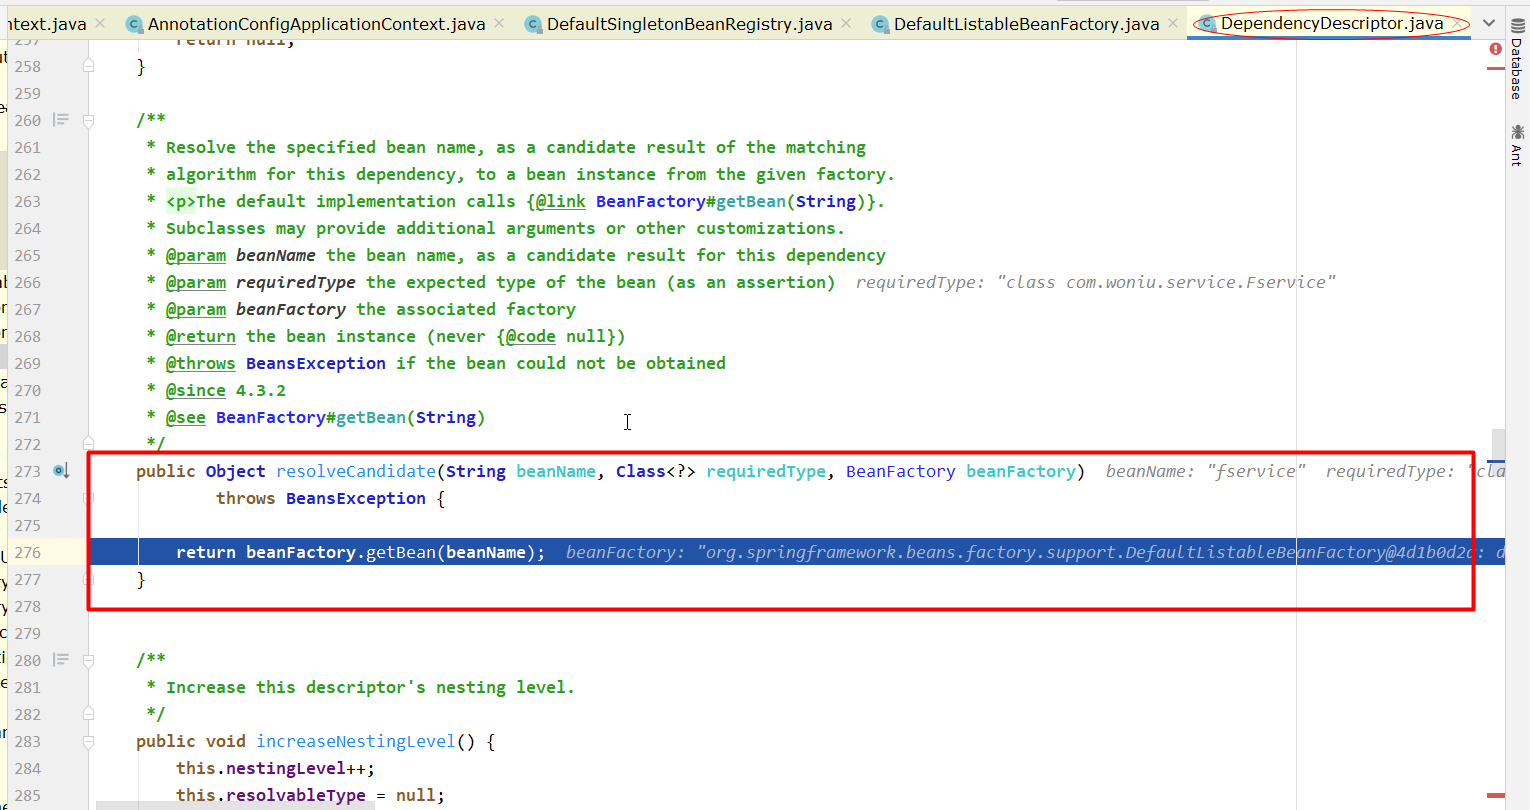 ntext.java AnnotationConfigApplicationContext.java DefaultSingletonBeanRegistry.java DefaultListableBeanFactory.java DependencyDescriptor.java
257 return null;
258 }
259
260 /**
261 * Resolve the specified bean name, as a candidate result of the matching
262 * algorithm for this dependency, to a bean instance from the given factory.
263 * <p>The default implementation calls {@link BeanFactory#getBean(String)}.
264 * Subclasses may provide additional arguments or other customizations.
265 * @param beanName the bean name, as a candidate result for this dependency
266 * @param requiredType the expected type of the bean (as an assertion) requiredType: "class com.woniu.service.Fservice"
267 * @param beanFactory the associated factory
268 * @return the bean instance (never {@code null})
269 * @throws BeansException if the bean could not be obtained
270 * @since 4.3.2
271 * @see BeanFactory#getBean(String)
272 */
273 public Object resolveCandidate(String beanName, Class<?> requiredType, BeanFactory beanFactory) beanName: "fservice" requiredType: "cla
274 throws BeansException {
275
276 return beanFactory.getBean(beanName); beanFactory: "org.springframework.beans.factory.support.DefaultListableBeanFactory@4d1b0d2a: d
277 }
278
279
280 /**
281 * Increase this descriptor's nesting level.
282 */
283 public void increaseNestingLevel() {
284 this.nestingLevel++;
285 this.resolvableType = null;
Database
Ant